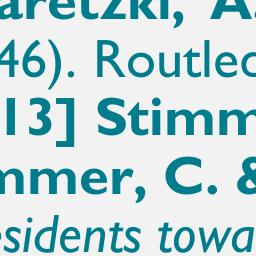 aretzki, A.
46). Routled
13] Stimm
mmer, C. &
esidents towa